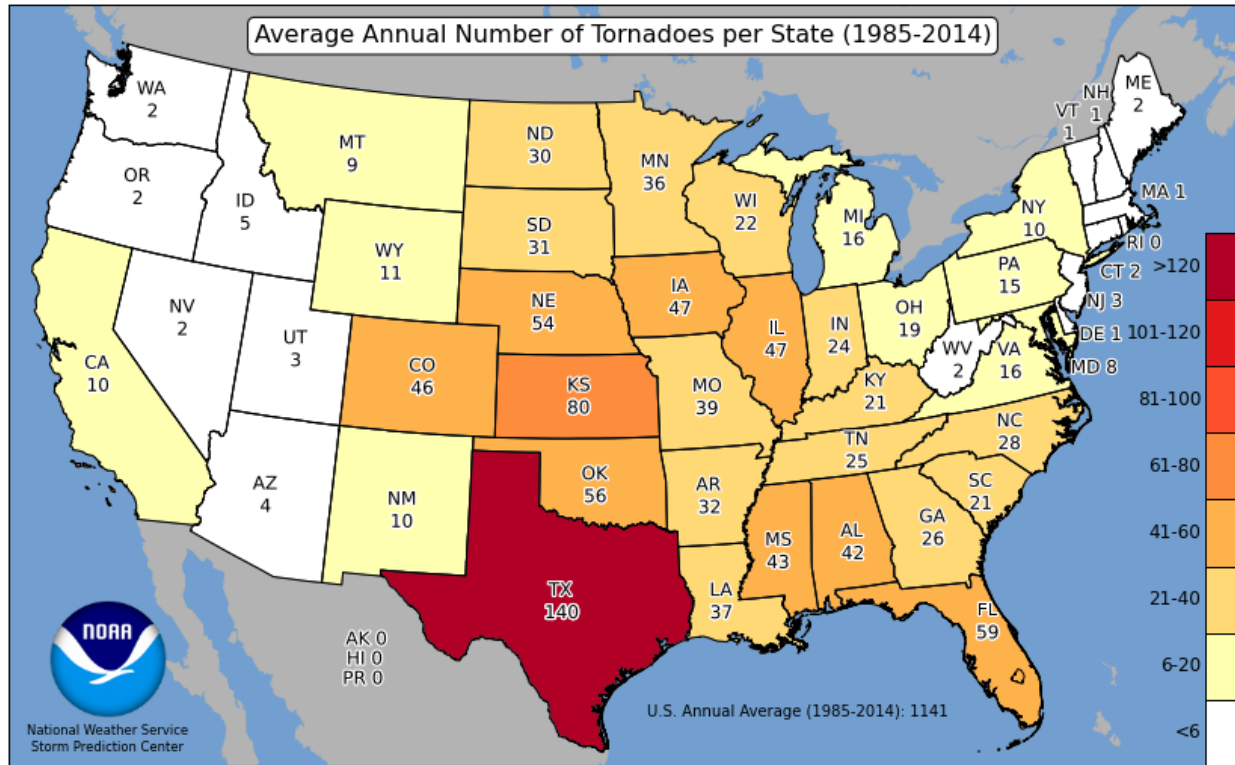 Average Annual Number of Tornadoes per State (1985-2014)
WA
2
OR
2
ID
5
MT
9
WY
11
CA
10
NV
2
UT
3
AZ
4
CO
46
NM
10
ND
30
SD
31
NE
54
KS
80
OK
56
TX
140
MN
36
IA
47
MO
39
AR
32
LA
37
WI
22
IL
47
MI
16
IN
24
OH
19
KY
21
TN
25
MS
43
AL
42
GA
26
FL
59
SC
21
NC
28
VA
16
WV
2
PA
15
NY
10
VT
1
NH
1
ME
2
MA 1
RI 0
CT 2
NJ 3
DE 1
MD 8
AK 0
HI 0
PR 0
>120
101-120
81-100
61-80
41-60
21-40
6-20
<6
U.S. Annual Average (1985-2014): 1141
NOAA
National Weather Service
Storm Prediction Center